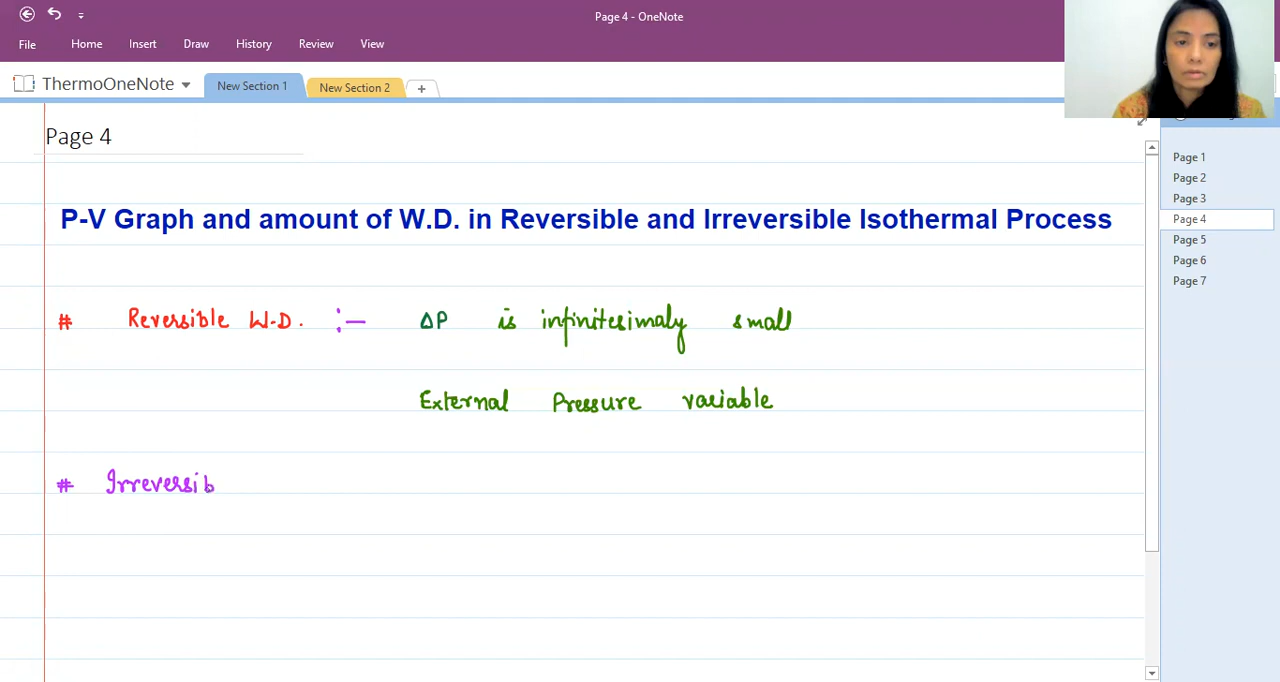 Page 4 - OneNote
File Home Insert Draw History Review View
ThermoOneNote New Section 1 New Section 2 +
Page 4
Page 1
Page 2
Page 3
Page 4
Page 5
Page 6
Page 7
P-V Graph and amount of W.D. in Reversible and Irreversible Isothermal Process
# Reversible W.D. :- ΔP is infinitesimaly small
External Pressure variable
# Irreversib